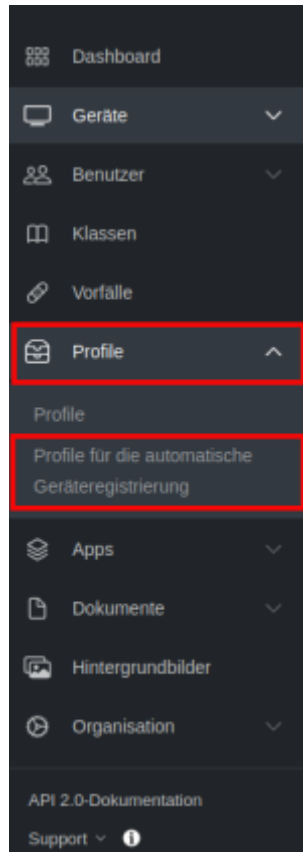 Dashboard
Geräte
Benutzer
Klassen
Vorfälle
Profile
Profile
Profile für die automatische
Geräteregistrierung
Apps
Dokumente
Hintergrundbilder
Organisation
API 2.0-Dokumentation
Support